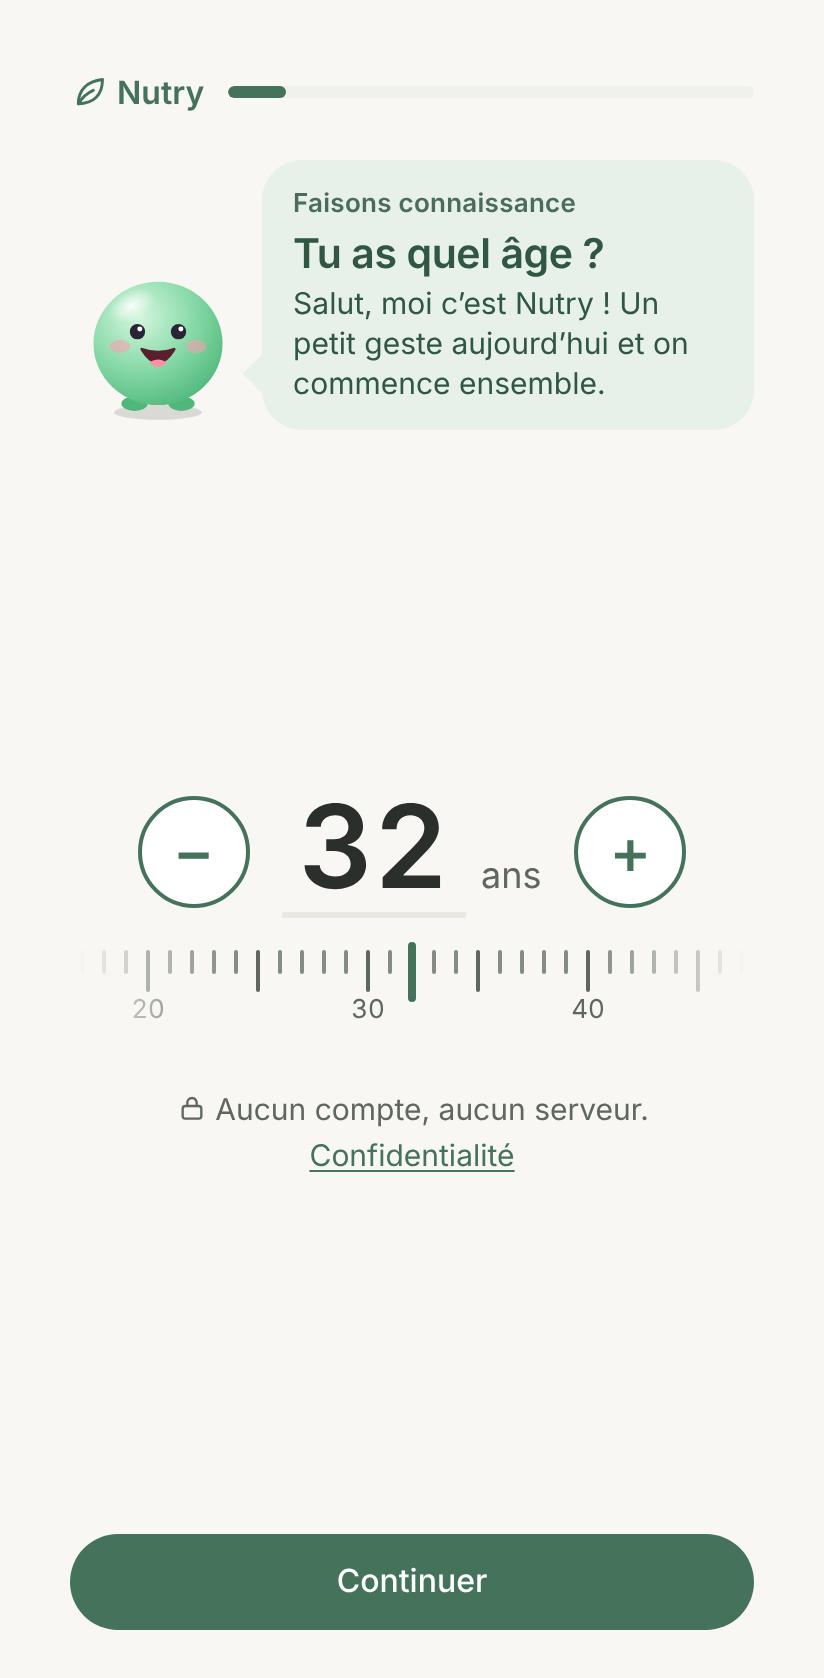 Nutry
Faisons connaissance
Tu as quel âge ?
Salut, moi c’est Nutry ! Un
petit geste aujourd’hui et on
commence ensemble.
− 32 ans +
20 30 40
Aucun compte, aucun serveur.
Confidentialité
Continuer